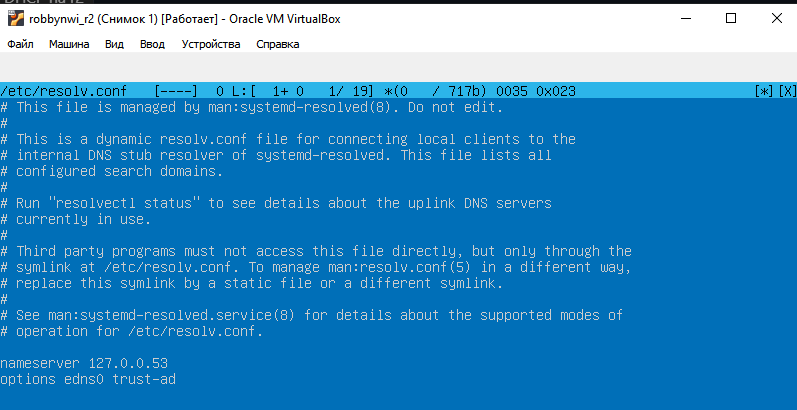 robbynwi_r2 (Снимок 1) [Работает] - Oracle VM VirtualBox
Файл Машина Вид Ввод Устройства Справка
/etc/resolv.conf [----] 0 L:[ 1+ 0 1/ 19] *(0 / 717b) 0035 0x023 [*][X]
# This file is managed by man:systemd-resolved(8). Do not edit.
#
# This is a dynamic resolv.conf file for connecting local clients to the
# internal DNS stub resolver of systemd-resolved. This file lists all
# configured search domains.
#
# Run "resolvectl status" to see details about the uplink DNS servers
# currently in use.
#
# Third party programs must not access this file directly, but only through the
# symlink at /etc/resolv.conf. To manage man:resolv.conf(5) in a different way,
# replace this symlink by a static file or a different symlink.
#
# See man:systemd-resolved.service(8) for details about the supported modes of
# operation for /etc/resolv.conf.
nameserver 127.0.0.53
options edns0 trust-ad